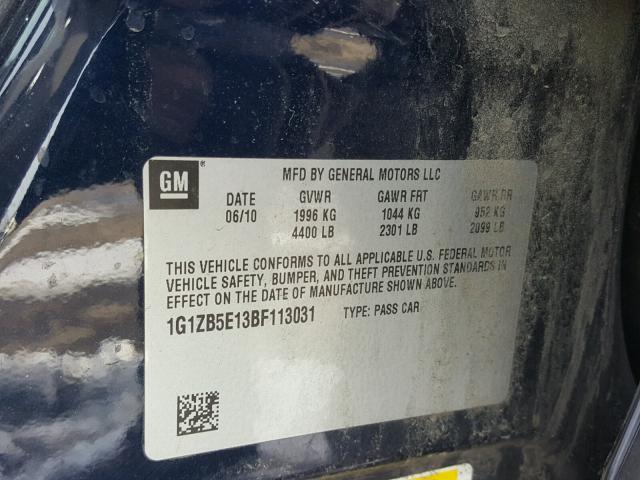 GM ®
MFD BY GENERAL MOTORS LLC
DATE GVWR GAWR FRT GAWR RR
06/10 1996 KG 1044 KG 952 KG
4400 LB 2301 LB 2099 LB
THIS VEHICLE CONFORMS TO ALL APPLICABLE U.S. FEDERAL MOTOR
VEHICLE SAFETY, BUMPER, AND THEFT PREVENTION STANDARDS IN
EFFECT ON THE DATE OF MANUFACTURE SHOWN ABOVE.
1G1ZB5E13BF113031 TYPE: PASS CAR